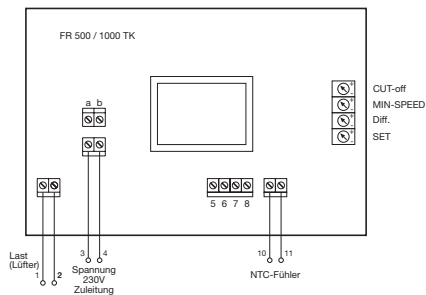 FR 500 / 1000 TK
a b
CUT-off
MIN-SPEED
Diff.
SET
5 6 7 8
Last
(Lüfter)
1 2
3 4
Spannung
230V
Zuleitung
10 11
NTC-Fühler